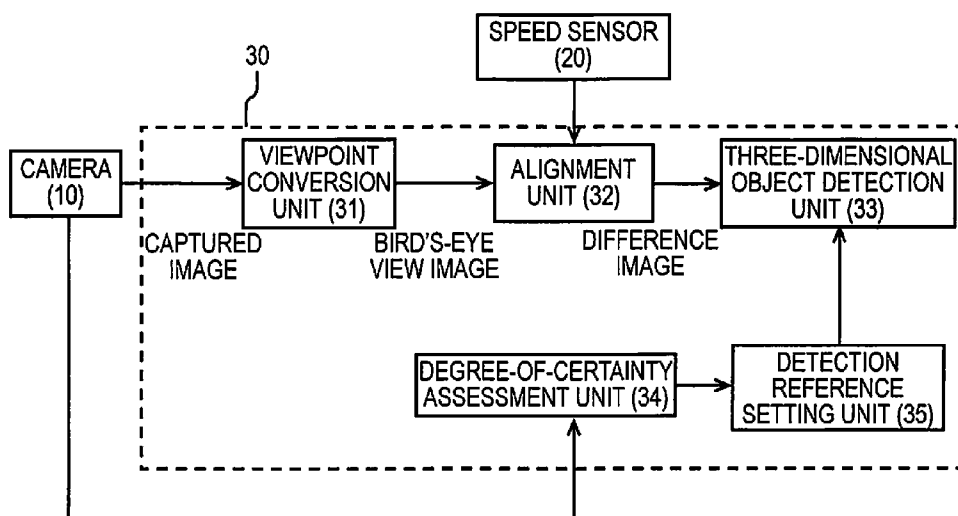 SPEED SENSOR
(20)
30
CAMERA
(10)
VIEWPOINT
CONVERSION
UNIT (31)
ALIGNMENT
UNIT (32)
THREE-DIMENSIONAL
OBJECT DETECTION
UNIT (33)
CAPTURED
IMAGE
BIRD'S-EYE
VIEW IMAGE
DIFFERENCE
IMAGE
DEGREE-OF-CERTAINTY
ASSESSMENT UNIT (34)
DETECTION
REFERENCE
SETTING UNIT (35)